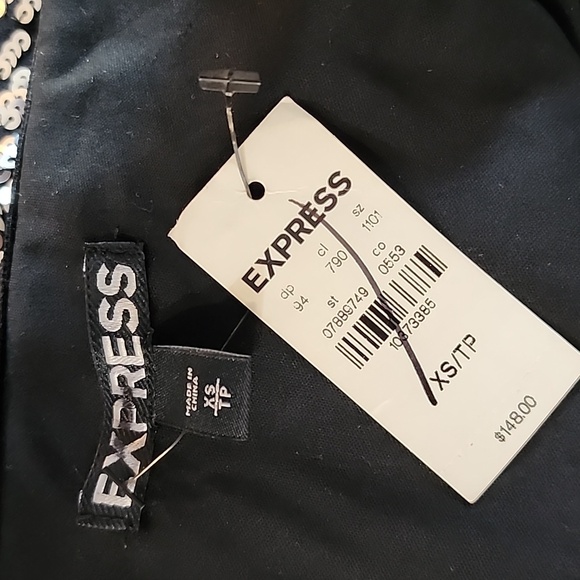 EXPRESS
MADE IN
CHINA
XS
TP
EXPRESS
dp cl sz
94 790 1101
st co
07889749 0553
10573385
XS/TP
$148.00